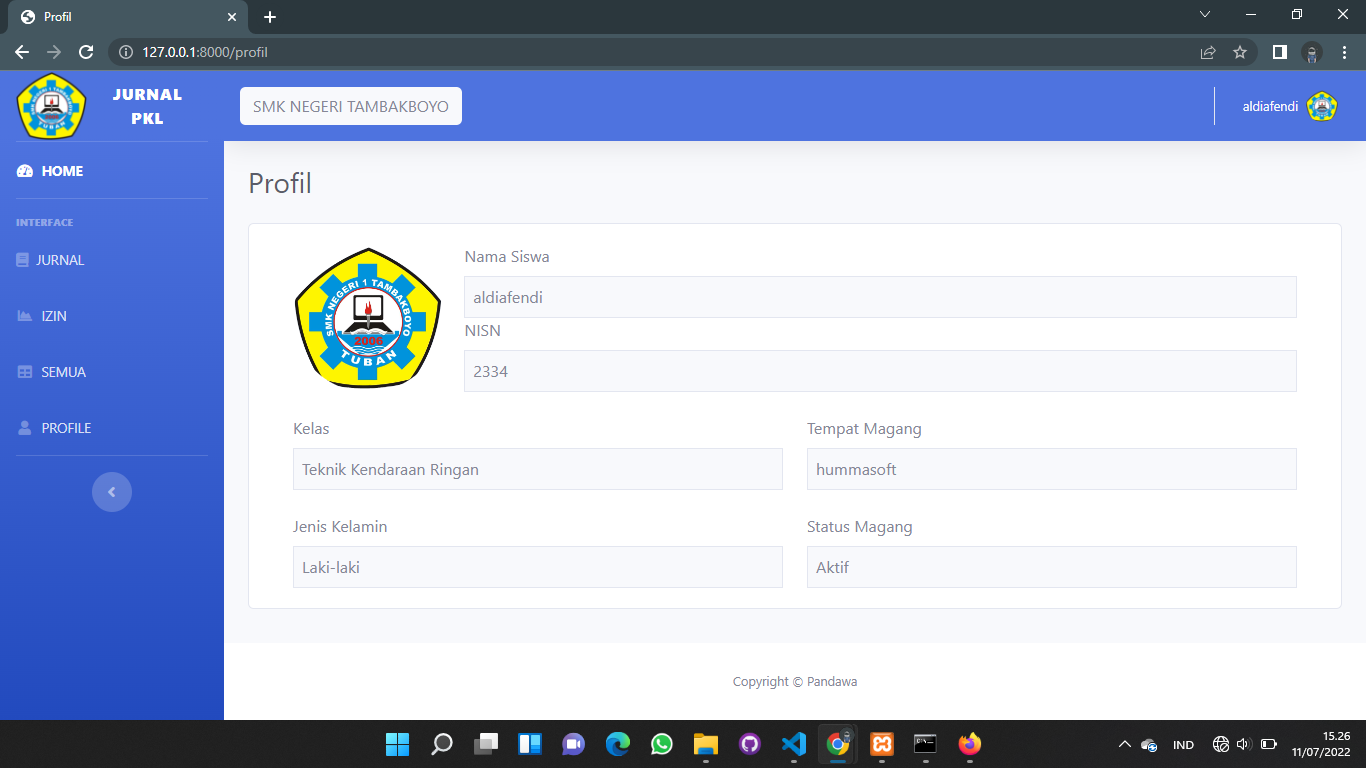 Profil
127.0.0.1:8000/profil
JURNAL
PKL
SMK NEGERI TAMBAKBOYO
aldiafendi
HOME
INTERFACE
JURNAL
IZIN
SEMUA
PROFILE
Profil
SMK NEGERI 1 TAMBAKBOYO
2006
TUBAN
Nama Siswa
aldiafendi
NISN
2334
Kelas
Teknik Kendaraan Ringan
Tempat Magang
hummasoft
Jenis Kelamin
Laki-laki
Status Magang
Aktif
Copyright © Pandawa
IND
15.26
11/07/2022